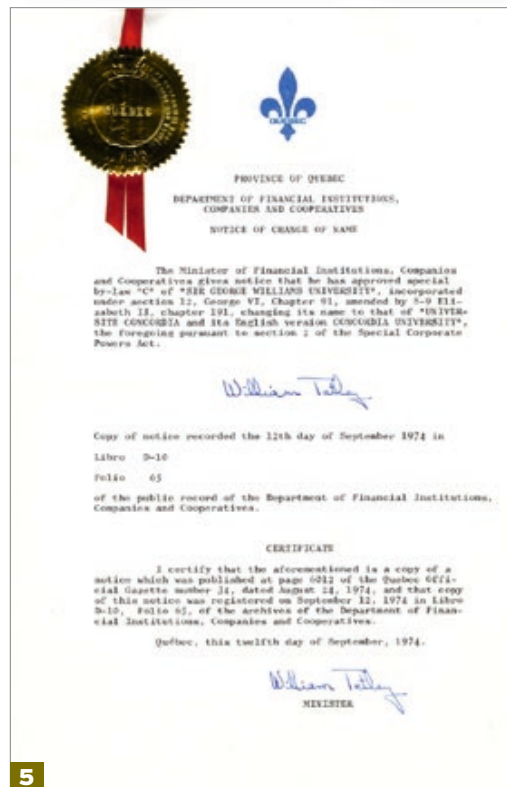 QUÉBEC
QUÉBEC
PROVINCE OF QUEBEC
DEPARTMENT OF FINANCIAL INSTITUTIONS,
COMPANIES AND COOPERATIVES
NOTICE OF CHANGE OF NAME
The Minister of Financial Institutions, Companies
and Cooperatives gives notice that he has approved special
by-law "C" of "SIR GEORGE WILLIAMS UNIVERSITY", incorporated
under section 12, George VI, Chapter 91, amended by 8-9 Eli-
zabeth II, chapter 191, changing its name to that of "UNIVER-
SITE CONCORDIA and its English version CONCORDIA UNIVERSITY",
the foregoing pursuant to section of the Special Corporate
Powers Act.
William Tetley
Copy of notice recorded the 12th day of September 1974 in
Libro D-10
Folio 65
of the public record of the Department of Financial Institutions,
Companies and Cooperatives.
CERTIFICATE
I certify that the aforementioned is a copy of a
notice which was published at page 6012 of the Quebec Offi-
cial Gazette number 34, dated August 24, 1974, and that copy
of this notice was registered on September 12, 1974 in Libro
D-10, Folio 65, of the archives of the Department of Finan-
cial Institutions, Companies and Cooperatives.
Québec, this twelfth day of September, 1974.
William Tetley
MINISTER
5